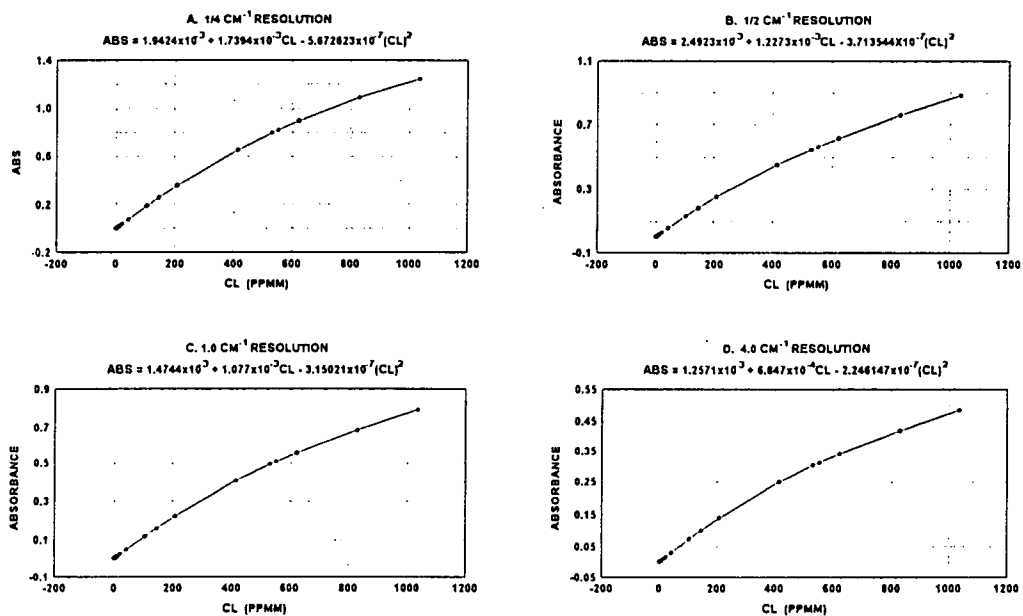 A. 1/4 CM⁻¹ RESOLUTION
ABS = 1.9424x10⁻³ + 1.7394x10⁻³CL - 5.672623x10⁻⁷(CL)²
1.4
1.0
0.6
0.2
-0.2
ABS
-200 0 200 400 600 800 1000 1200
CL (PPMM)
B. 1/2 CM⁻¹ RESOLUTION
ABS = 2.4923x10⁻³ + 1.2273x10⁻³CL - 3.713544X10⁻⁷(CL)²
1.1
0.7
0.3
-0.1
ABSORBANCE
-200 0 200 400 600 800 1000 1200
CL (PPMM)
C. 1.0 CM⁻¹ RESOLUTION
ABS = 1.4744x10⁻³ + 1.077x10⁻³CL - 3.15021x10⁻⁷(CL)²
0.9
0.7
0.5
0.3
0.1
-0.1
ABSORBANCE
-200 0 200 400 600 800 1000 1200
CL (PPMM)
D. 4.0 CM⁻¹ RESOLUTION
ABS = 1.2571x10⁻³ + 6.847x10⁻⁴CL - 2.246147x10⁻⁷(CL)²
0.55
0.45
0.35
0.25
0.15
0.05
-0.05
ABSORBANCE
-200 0 200 400 600 800 1000 1200
CL (PPMM)